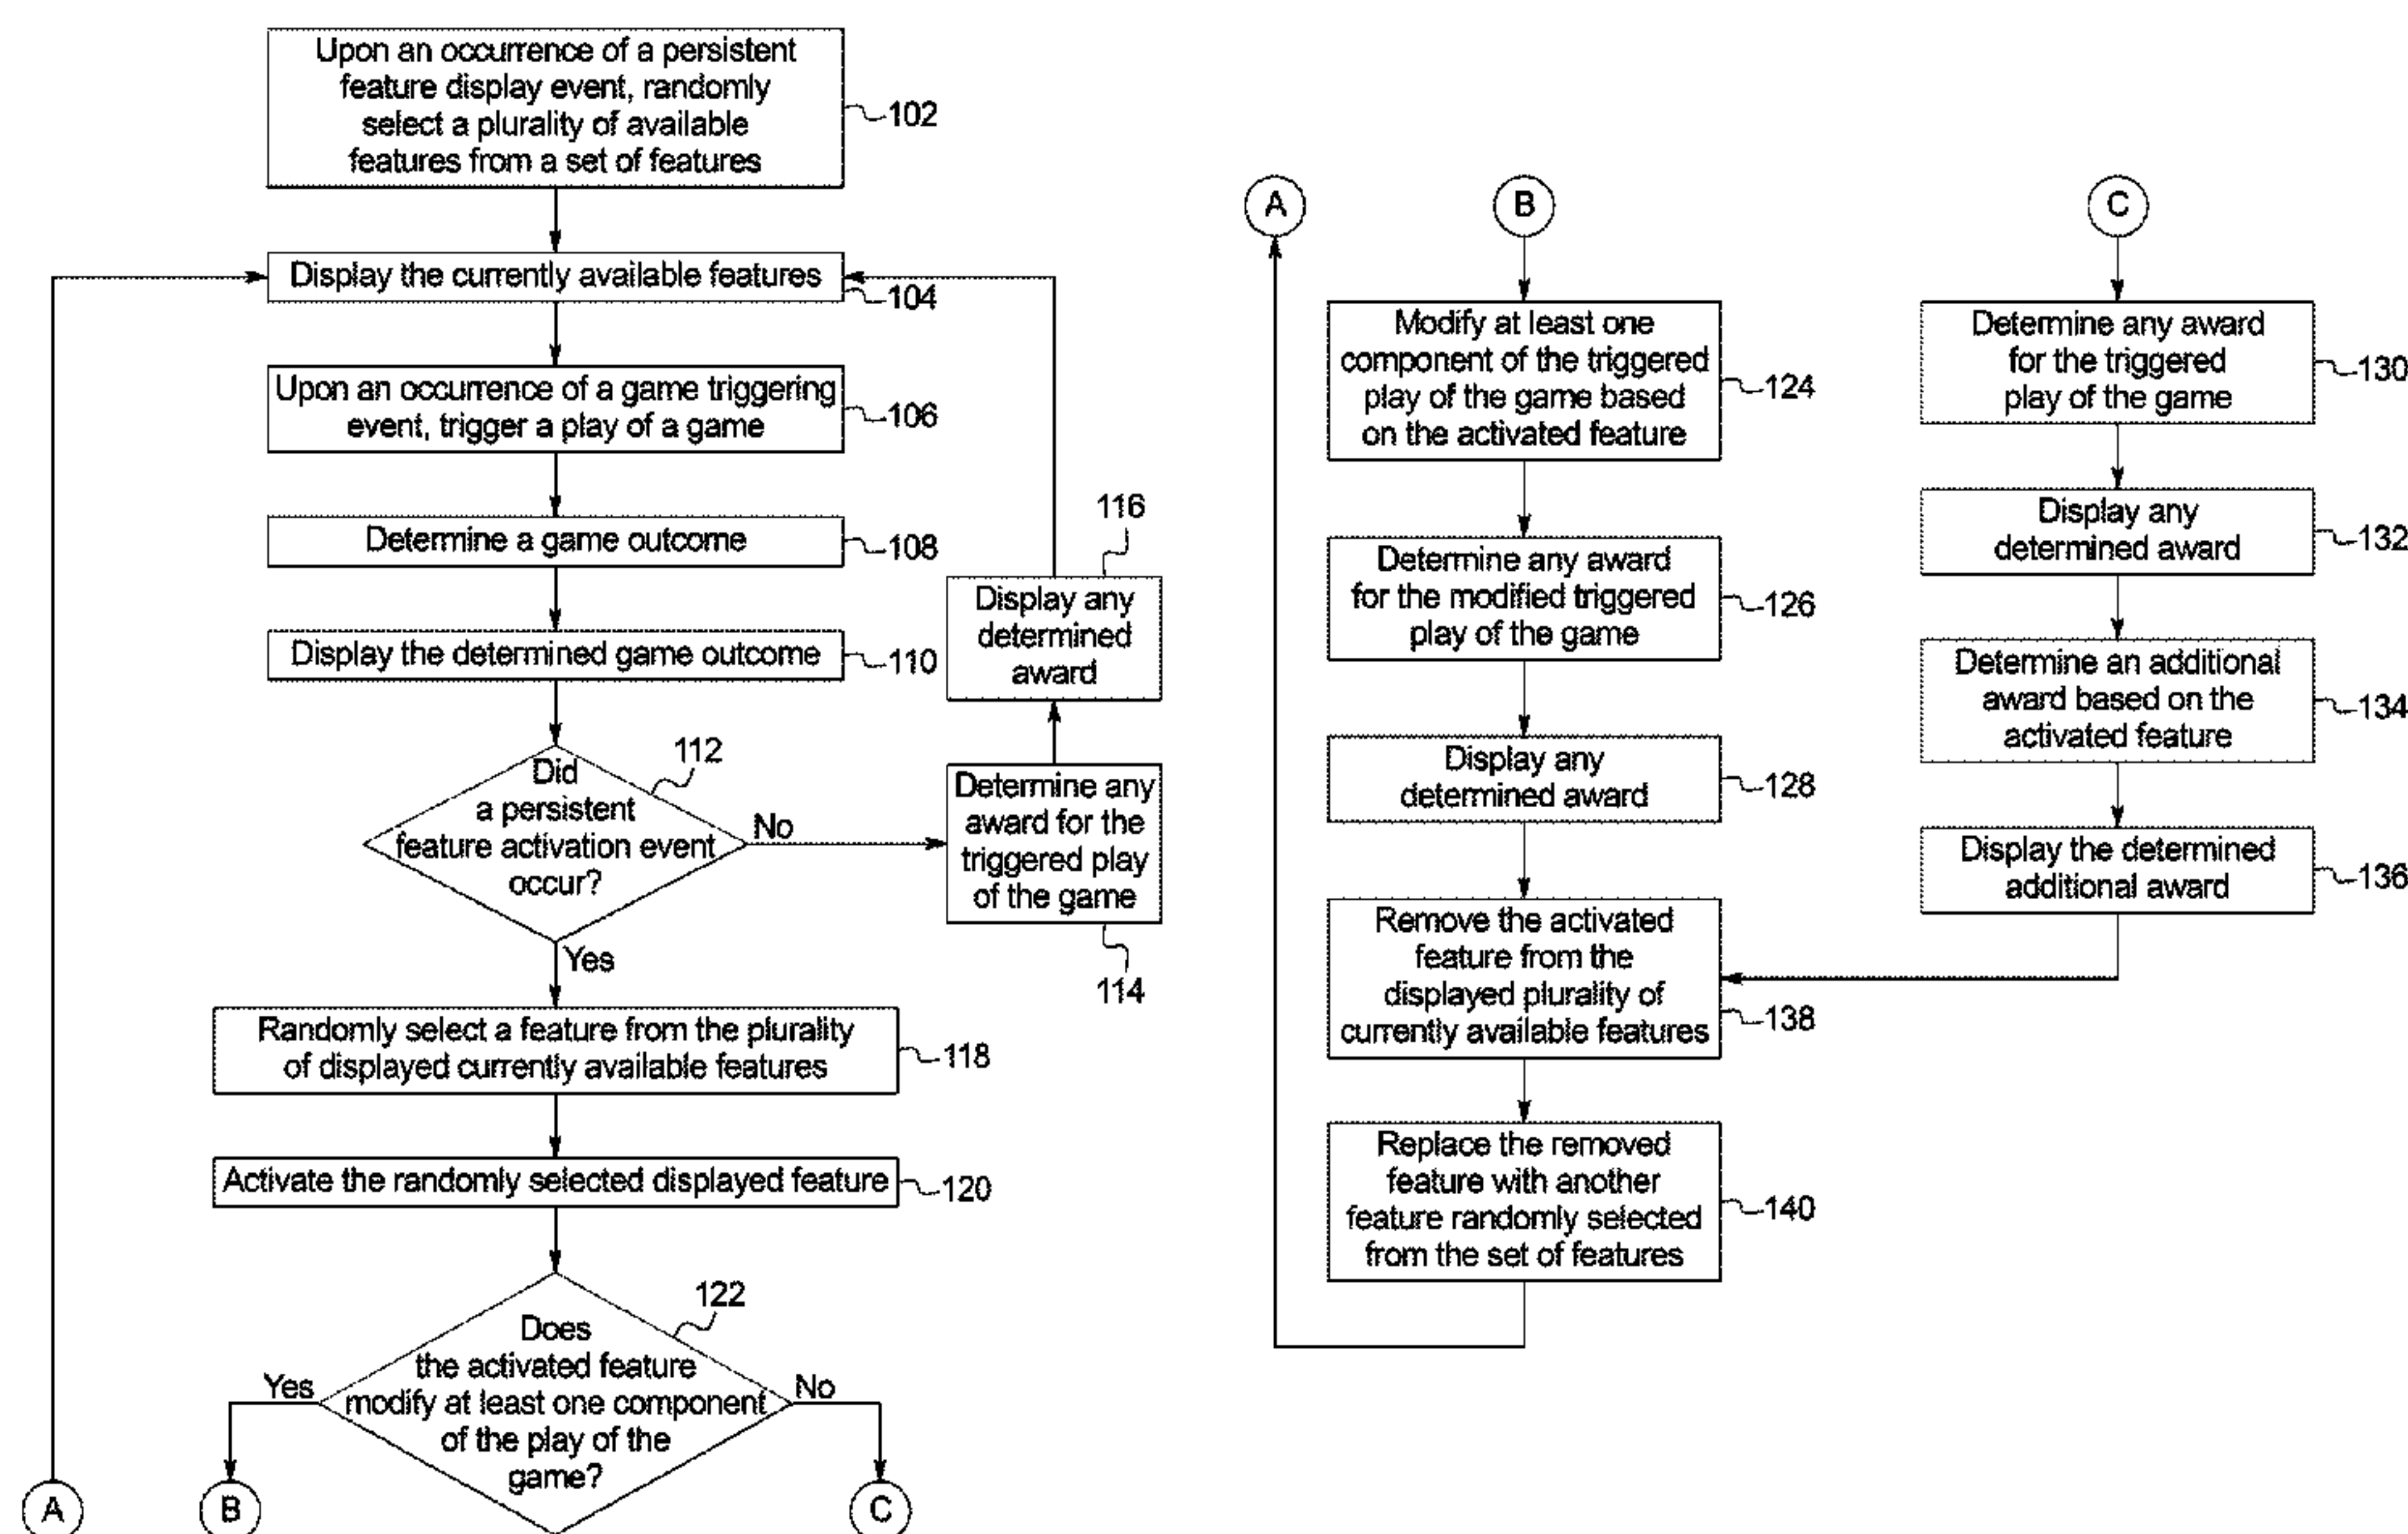 Upon an occurrence of a persistent
feature display event, randomly
select a plurality of available
features from a set of features
102
Display the currently available features
104
Upon an occurrence of a game triggering
event, trigger a play of a game
106
Determine a game outcome
108
Display the determined game outcome
110
Did
a persistent
feature activation event
occur?
112
No
Yes
Determine any
award for the
triggered play
of the game
114
Display any
determined
award
116
Randomly select a feature from the plurality
of displayed currently available features
118
Activate the randomly selected displayed feature
120
Does
the activated feature
modify at least one component
of the play of the
game?
122
Yes
No
A
B
C
A
B
C
Modify at least one
component of the triggered
play of the game based
on the activated feature
124
Determine any award
for the modified triggered
play of the game
126
Display any
determined award
128
Remove the activated
feature from the
displayed plurality of
currently available features
138
Replace the removed
feature with another
feature randomly selected
from the set of features
140
Determine any award
for the triggered
play of the game
130
Display any
determined award
132
Determine an additional
award based on the
activated feature
134
Display the determined
additional award
136